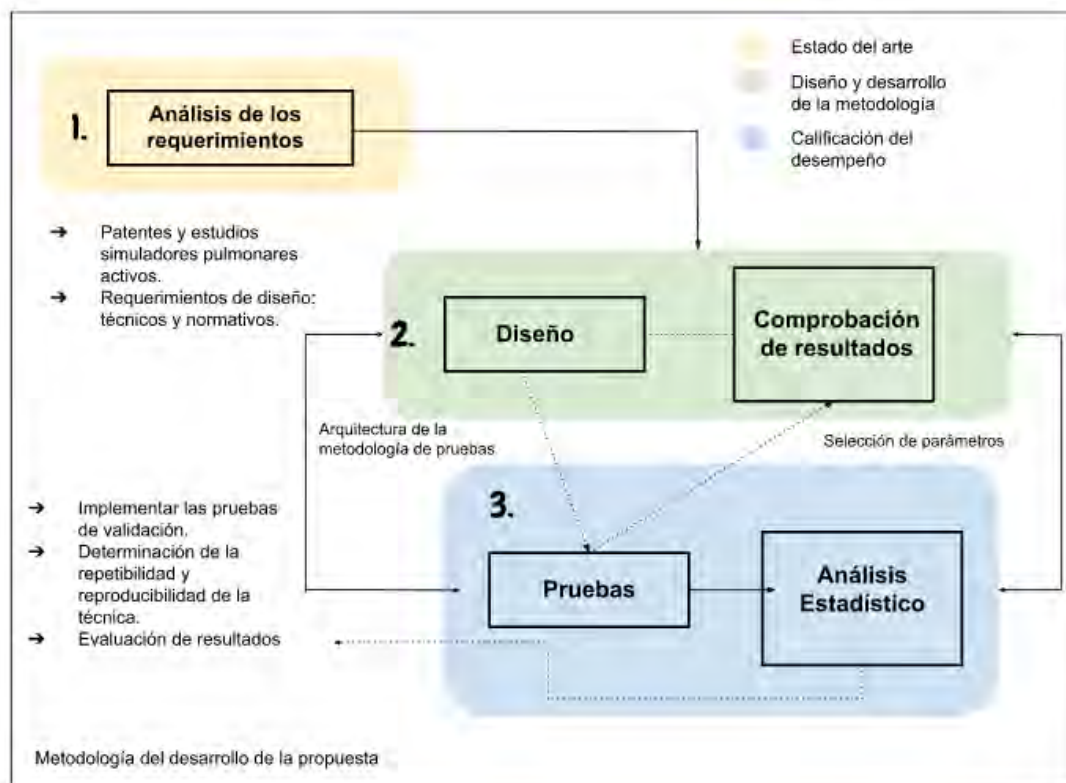 Estado del arte
Diseño y desarrollo
de la metodología
Calificación del
desempeño
1.
Análisis de los
requerimientos
➔ Patentes y estudios
simuladores pulmonares
activos.
➔ Requerimientos de diseño:
técnicos y normativos.
2.
Diseño
Comprobación
de resultados
Arquitectura de la
metodología de pruebas
Selección de parámetros
➔ Implementar las pruebas
de validación.
➔ Determinación de la
repetibilidad y
reproducibilidad de la
técnica.
➔ Evaluación de resultados
3.
Pruebas
Análisis
Estadístico
Metodología del desarrollo de la propuesta